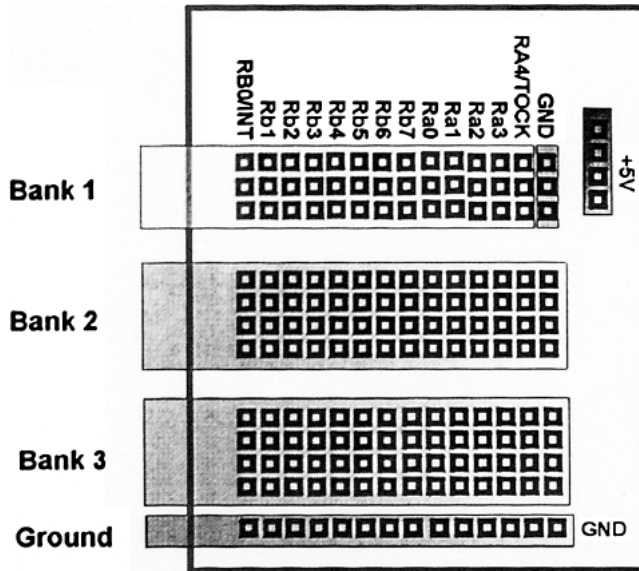 RB0/INT
Rb1
Rb2
Rb3
Rb4
Rb5
Rb6
Rb7
Ra0
Ra1
Ra2
Ra3
RA4/TOCK
GND
+5V
Bank 1
Bank 2
Bank 3
Ground
GND